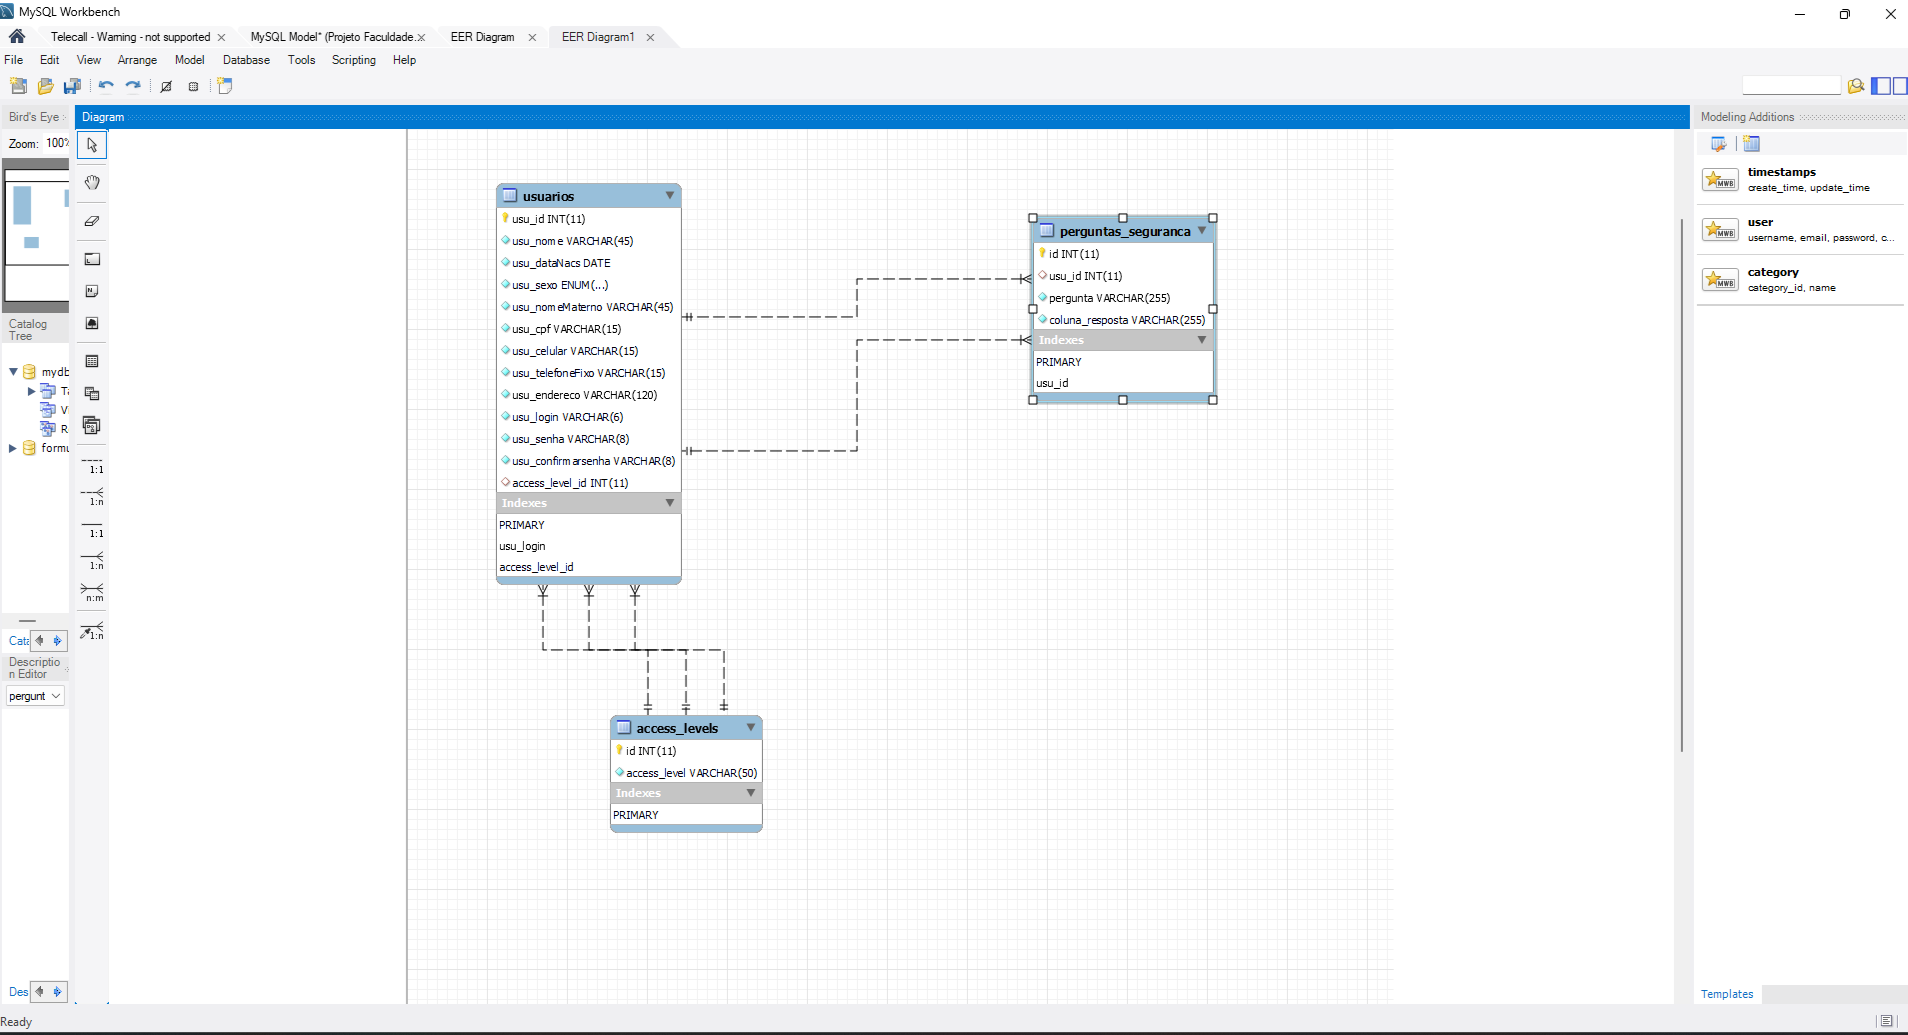 MySQL Workbench
Telecall - Warning - not supported
MySQL Model* (Projeto Faculdade.
EER Diagram
EER Diagram1
File Edit View Arrange Model Database Tools Scripting Help
Bird's Eye
Zoom: 100%
Catalog
Tree
mydb
Ta
Vi
R
formu
Cata
Descriptio
n Editor
pergunt
Des
Diagram
1:1
1:n
1:1
1:n
n:m
1:n
usuarios
usu_id INT(11)
usu_nome VARCHAR(45)
usu_dataNacs DATE
usu_sexo ENUM(...)
usu_nomeMaterno VARCHAR(45)
usu_cpf VARCHAR(15)
usu_celular VARCHAR(15)
usu_telefoneFixo VARCHAR(15)
usu_endereco VARCHAR(120)
usu_login VARCHAR(6)
usu_senha VARCHAR(8)
usu_confirmarsenha VARCHAR(8)
access_level_id INT(11)
Indexes
PRIMARY
usu_login
access_level_id
perguntas_seguranca
id INT(11)
usu_id INT(11)
pergunta VARCHAR(255)
coluna_resposta VARCHAR(255)
Indexes
PRIMARY
usu_id
access_levels
id INT(11)
access_level VARCHAR(50)
Indexes
PRIMARY
Modeling Additions
timestamps
create_time, update_time
user
username, email, password, c...
category
category_id, name
Templates
Ready